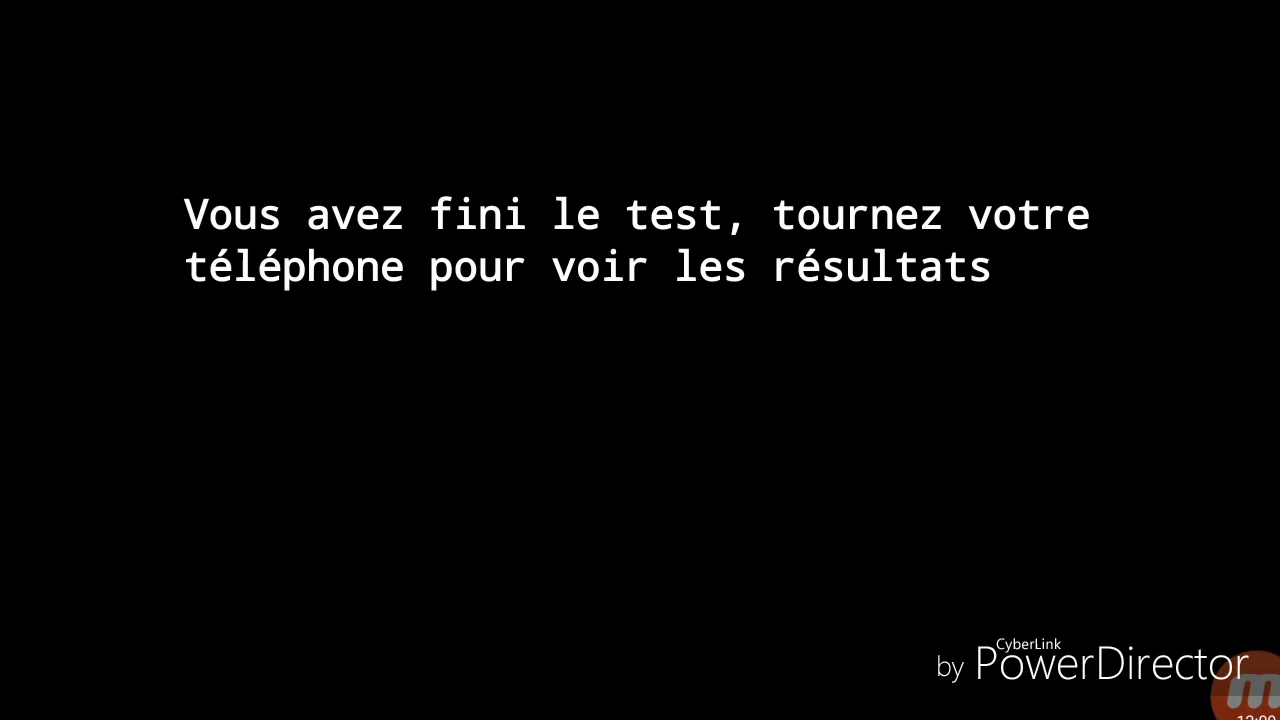 Vous avez fini le test, tournez votre
téléphone pour voir les résultats
CyberLink
by PowerDirector
m